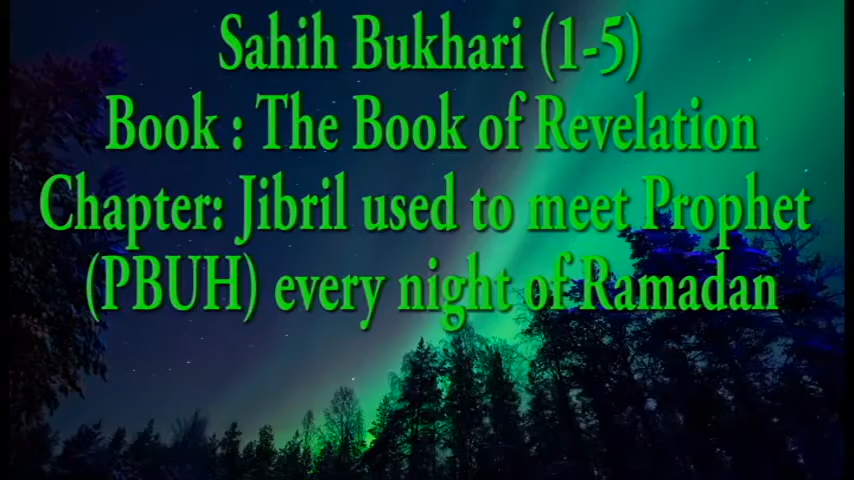 Sahih Bukhari (1-5)
Book : The Book of Revelation
Chapter: Jibril used to meet Prophet
(PBUH) every night of Ramadan